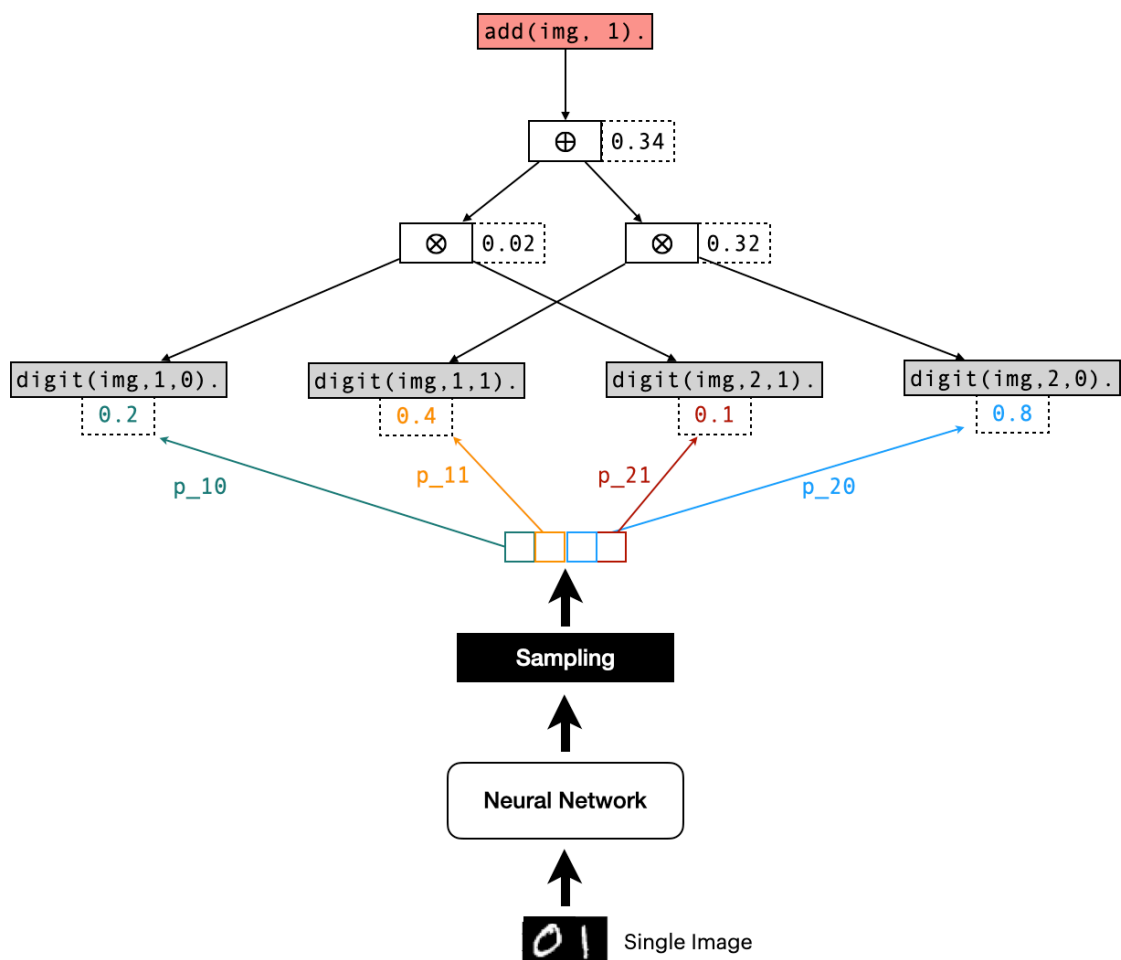 add(img, 1).
⊕ 0.34
⊗ 0.02 ⊗ 0.32
digit(img,1,0). digit(img,1,1). digit(img,2,1). digit(img,2,0).
0.2 0.4 0.1 0.8
p_10 p_11 p_21 p_20
Sampling
Neural Network
01 Single Image